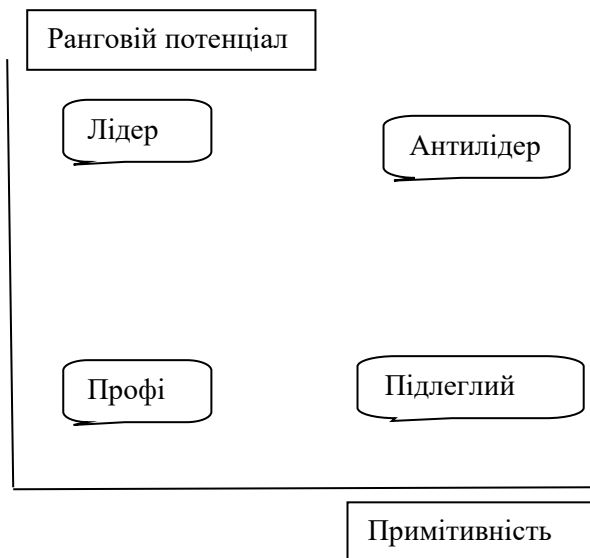 Ранговій потенціал
Лідер
Антилідер
Профі
Підлеглий
Примітивність